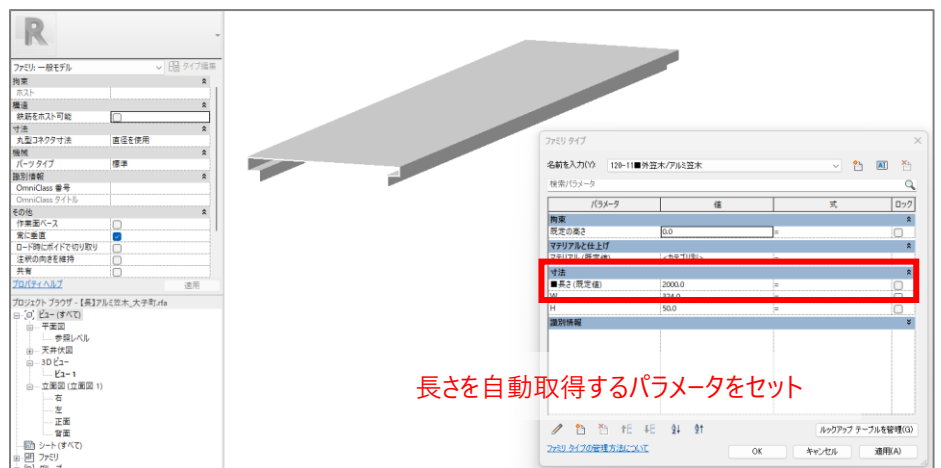 R
ファミリ: 一般モデル
タイプ編集
拘束
ホスト
構造
鉄筋をホスト可能
寸法
丸型コネクタ寸法 直径を使用
機械
パーツ タイプ 標準
識別情報
OmniClass 番号
OmniClass タイトル
その他
作業面ベース
常に垂直
ロード時にボイドで切り取り
注釈の向きを維持
共有
プロパティヘルプ 適用
プロジェクト ブラウザ - 【長】アルミ笠木_大子町.rfa
ビュー (すべて)
平面図
参照レベル
天井伏図
3D ビュー
ビュー 1
立面図 (立面図 1)
右
左
正面
背面
シート (すべて)
ファミリ
ファミリ タイプ
名前を入力(Y): 120-11■外笠木/アルミ笠木
検索パラメータ
パラメータ 値 式 ロック
拘束
既定の高さ 0.0 =
マテリアルと仕上げ
マテリアル (既定値) <カテゴリ別> =
寸法
■長さ (既定値) 2000.0 =
W 324.0 =
H 50.0 =
識別情報
長さを自動取得するパラメータをセット
ルックアップ テーブルを管理(G)
ファミリ タイプの管理方法について
OK キャンセル 適用(A)